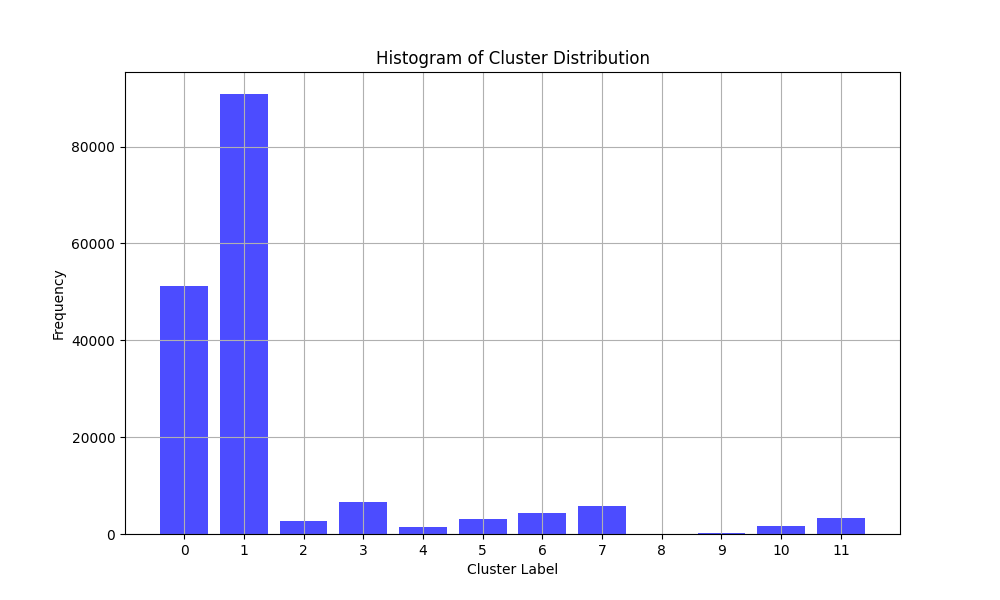 Histogram of Cluster Distribution
80000
60000
40000
20000
0
Frequency
0 1 2 3 4 5 6 7 8 9 10 11
Cluster Label